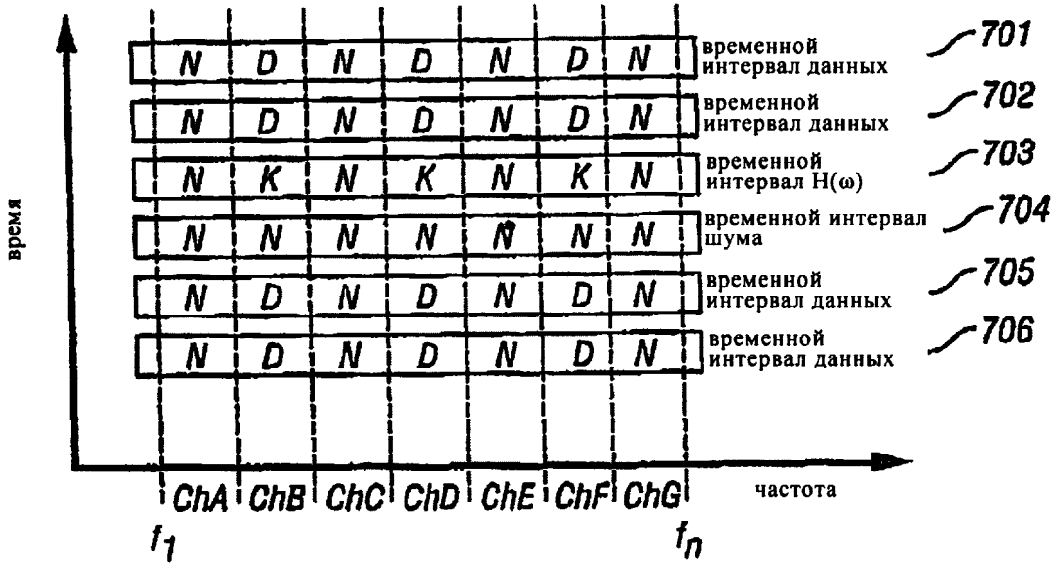 N D N D N D N временной интервал данных 701
N D N D N D N временной интервал данных 702
N K N K N K N временной интервал H(ω) 703
N N N N N N N временной интервал шума 704
N D N D N D N временной интервал данных 705
N D N D N D N временной интервал данных 706
время
ChA ChB ChC ChD ChE ChF ChG частота
f1 fn